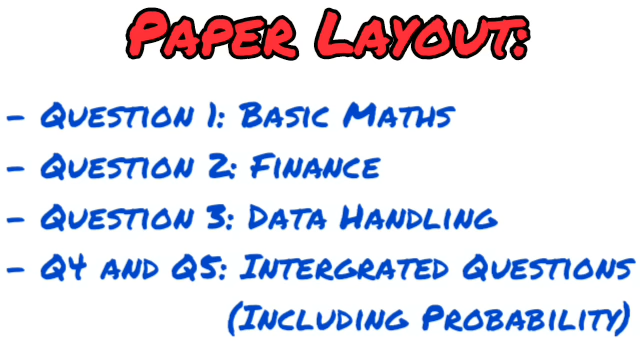 Paper Layout:
- Question 1: Basic Maths
- Question 2: Finance
- Question 3: Data Handling
- Q4 and Q5: Intergrated Questions
(Including Probability)